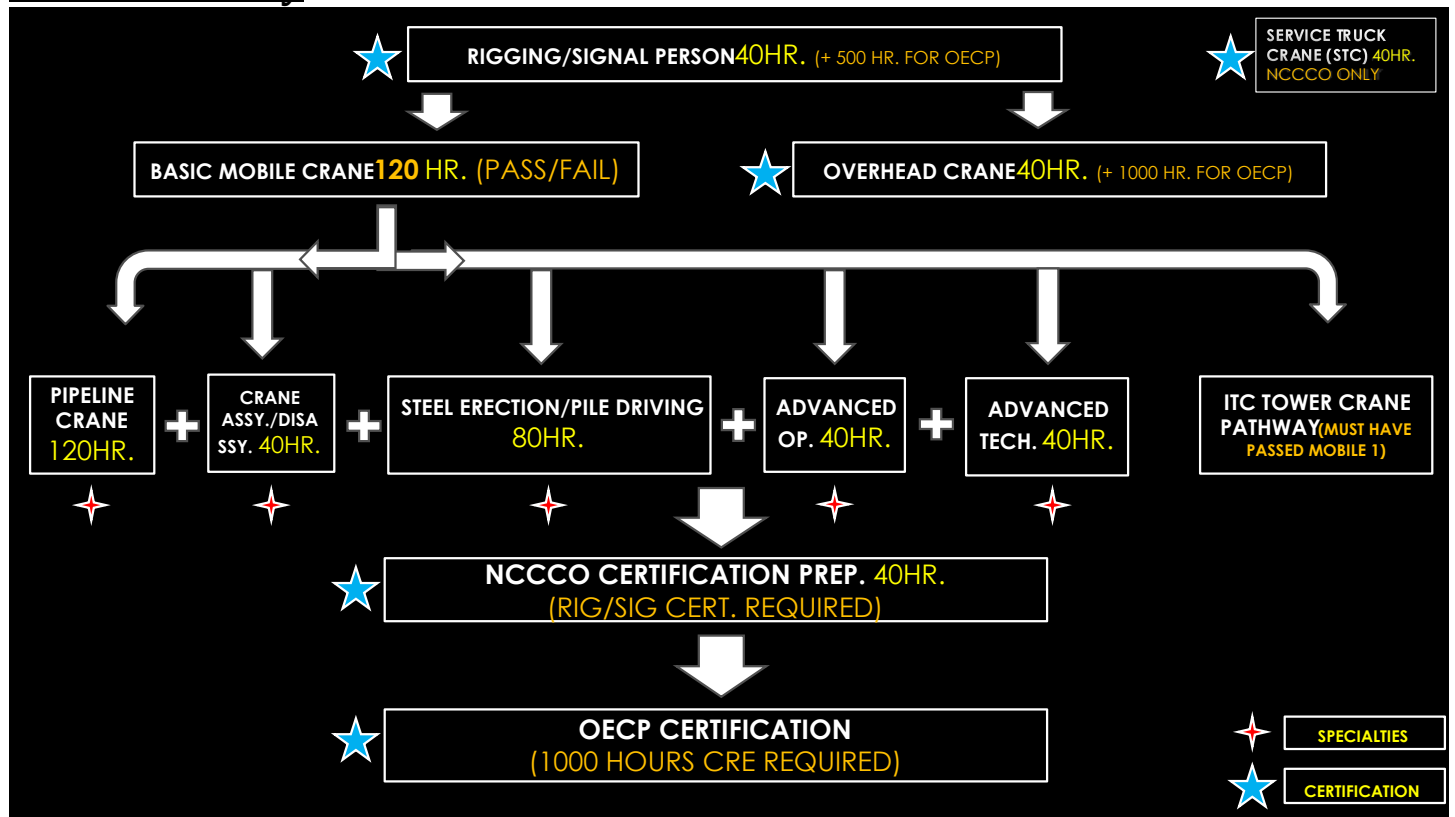 RIGGING/SIGNAL PERSON40HR. (+ 500 HR. FOR OECP)
SERVICE TRUCK
CRANE (STC) 40HR.
NCCCO ONLY
BASIC MOBILE CRANE120 HR. (PASS/FAIL)
OVERHEAD CRANE40HR. (+ 1000 HR. FOR OECP)
PIPELINE
CRANE
120HR.
CRANE
ASSY./DISA
SSY. 40HR.
STEEL ERECTION/PILE DRIVING
80HR.
ADVANCED
OP. 40HR.
ADVANCED
TECH. 40HR.
ITC TOWER CRANE
PATHWAY(MUST HAVE
PASSED MOBILE 1)
NCCCO CERTIFICATION PREP. 40HR.
(RIG/SIG CERT. REQUIRED)
OECP CERTIFICATION
(1000 HOURS CRE REQUIRED)
SPECIALTIES
CERTIFICATION